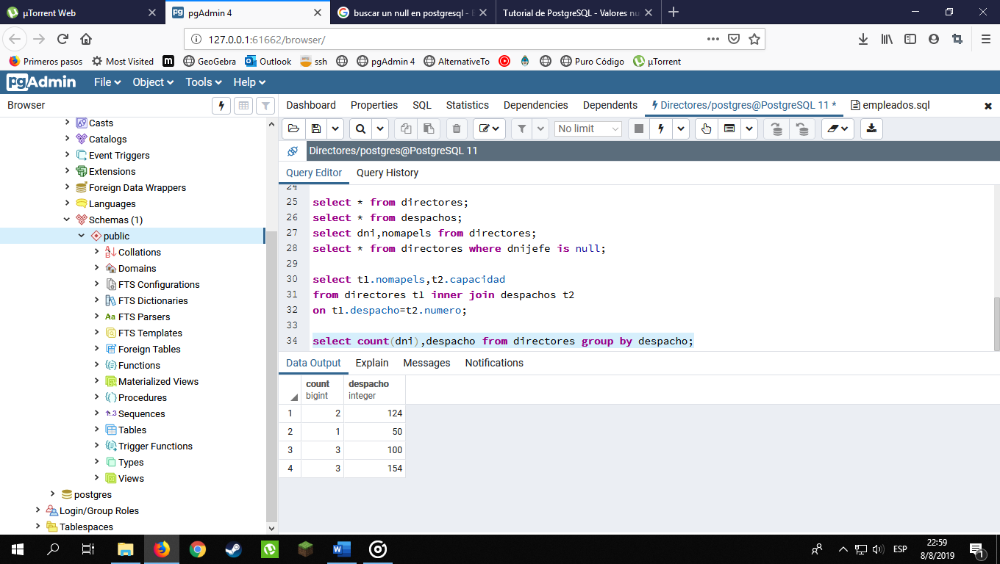 µTorrent Web
pgAdmin 4
buscar un null en postgresql - B
Tutorial de PostgreSQL - Valores nu
127.0.0.1:61662/browser/
Primeros pasos
Most Visited
m
GeoGebra
Outlook
ssh
pgAdmin 4
AlternativeTo
Puro Código
µTorrent
pgAdmin
File
Object
Tools
Help
Browser
Dashboard
Properties
SQL
Statistics
Dependencies
Dependents
Directores/postgres@PostgreSQL 11 *
empleados.sql
No limit
Directores/postgres@PostgreSQL 11
Query Editor
Query History
Casts
Catalogs
Event Triggers
Extensions
Foreign Data Wrappers
Languages
Schemas (1)
public
Collations
Domains
FTS Configurations
FTS Dictionaries
Aa FTS Parsers
FTS Templates
Foreign Tables
Functions
Materialized Views
Procedures
1..3 Sequences
Tables
Trigger Functions
Types
Views
postgres
Login/Group Roles
Tablespaces
24
25 select * from directores;
26 select * from despachos;
27 select dni,nomapels from directores;
28 select * from directores where dnijefe is null;
29
30 select t1.nomapels,t2.capacidad
31 from directores t1 inner join despachos t2
32 on t1.despacho=t2.numero;
33
34 select count(dni),despacho from directores group by despacho;
Data Output
Explain
Messages
Notifications
count bigint
despacho integer
1 2 124
2 1 50
3 3 100
4 3 154
ESP
22:59
8/8/2019
1